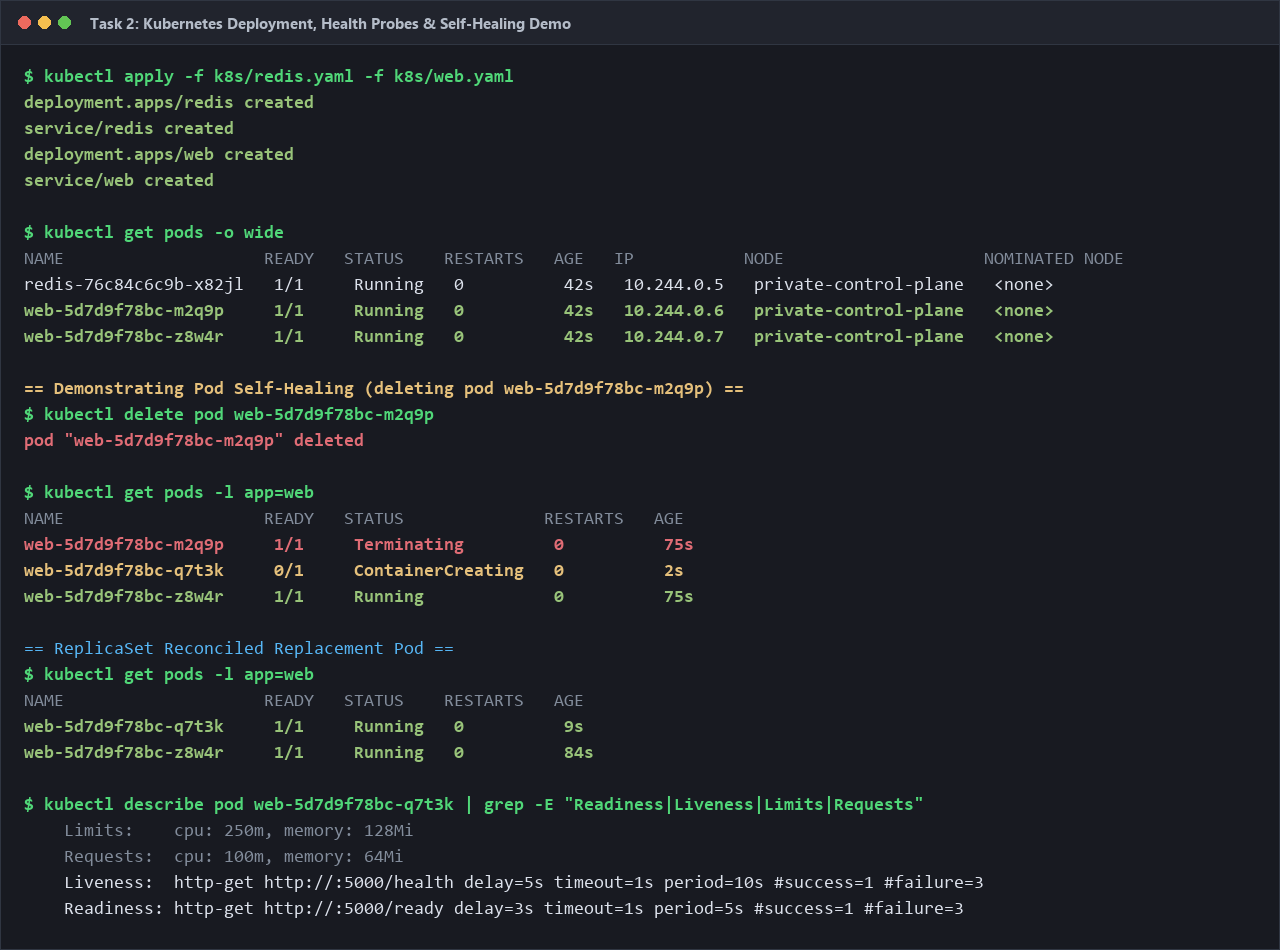 Task 2: Kubernetes Deployment, Health Probes & Self-Healing Demo
$ kubectl apply -f k8s/redis.yaml -f k8s/web.yaml
deployment.apps/redis created
service/redis created
deployment.apps/web created
service/web created
$ kubectl get pods -o wide
NAME                    READY   STATUS    RESTARTS   AGE   IP           NODE                    NOMINATED NODE
redis-76c84c6c9b-x82jl   1/1     Running   0          42s   10.244.0.5   private-control-plane   <none>
web-5d7d9f78bc-m2q9p     1/1     Running   0          42s   10.244.0.6   private-control-plane   <none>
web-5d7d9f78bc-z8w4r     1/1     Running   0          42s   10.244.0.7   private-control-plane   <none>
== Demonstrating Pod Self-Healing (deleting pod web-5d7d9f78bc-m2q9p) ==
$ kubectl delete pod web-5d7d9f78bc-m2q9p
pod "web-5d7d9f78bc-m2q9p" deleted
$ kubectl get pods -l app=web
NAME                    READY   STATUS              RESTARTS   AGE
web-5d7d9f78bc-m2q9p     1/1     Terminating         0          75s
web-5d7d9f78bc-q7t3k     0/1     ContainerCreating   0          2s
web-5d7d9f78bc-z8w4r     1/1     Running             0          75s
== ReplicaSet Reconciled Replacement Pod ==
$ kubectl get pods -l app=web
NAME                    READY   STATUS    RESTARTS   AGE
web-5d7d9f78bc-q7t3k     1/1     Running   0          9s
web-5d7d9f78bc-z8w4r     1/1     Running   0          84s
$ kubectl describe pod web-5d7d9f78bc-q7t3k | grep -E "Readiness|Liveness|Limits|Requests"
    Limits:    cpu: 250m, memory: 128Mi
    Requests:  cpu: 100m, memory: 64Mi
    Liveness:  http-get http://:5000/health delay=5s timeout=1s period=10s #success=1 #failure=3
    Readiness: http-get http://:5000/ready delay=3s timeout=1s period=5s #success=1 #failure=3